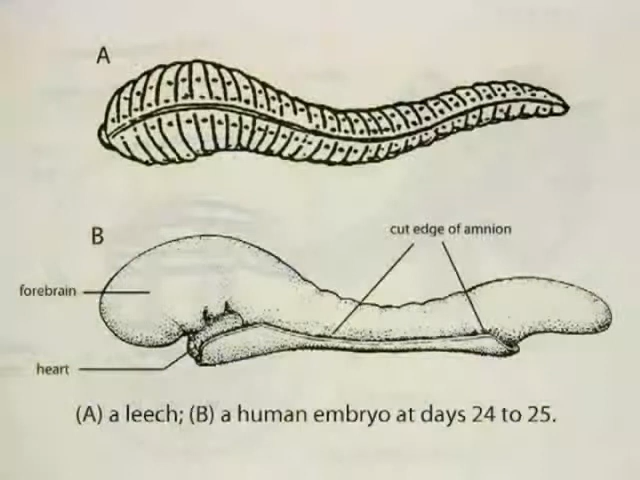 A
B
cut edge of amnion
forebrain
heart
(A) a leech; (B) a human embryo at days 24 to 25.